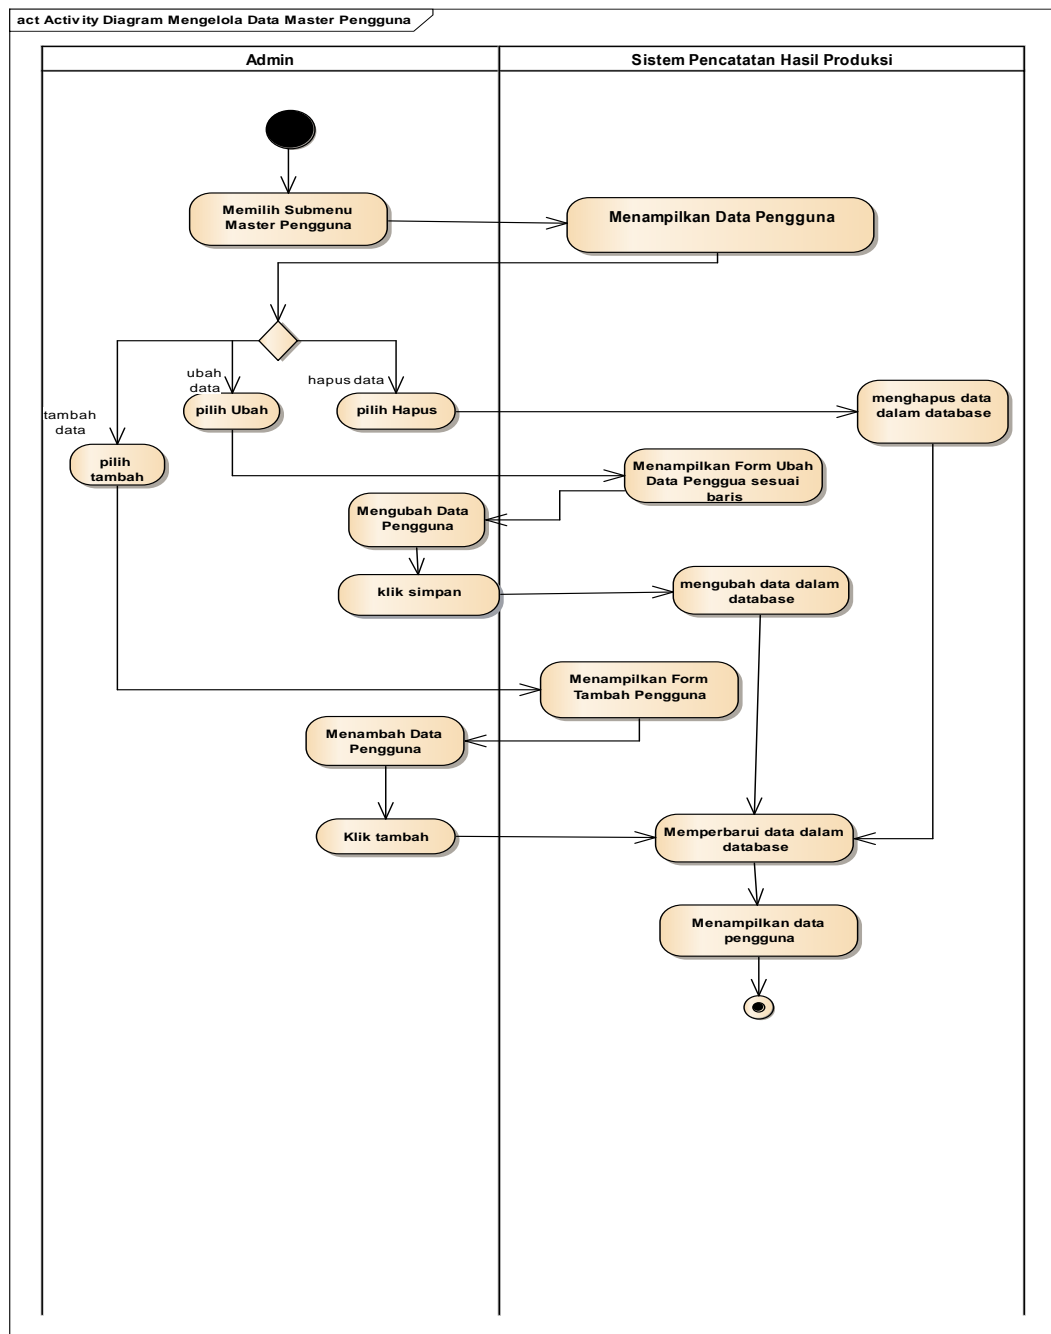 act Activity Diagram Mengelola Data Master Pengguna
Admin
Sistem Pencatatan Hasil Produksi
Memilih Submenu
Master Pengguna
Menampilkan Data Pengguna
ubah
data
hapus data
tambah
data
pilih Ubah
pilih Hapus
menghapus data
dalam database
pilih
tambah
Menampilkan Form Ubah
Data Penggua sesuai
baris
Mengubah Data
Pengguna
klik simpan
mengubah data dalam
database
Menampilkan Form
Tambah Pengguna
Menambah Data
Pengguna
Klik tambah
Memperbarui data dalam
database
Menampilkan data
pengguna